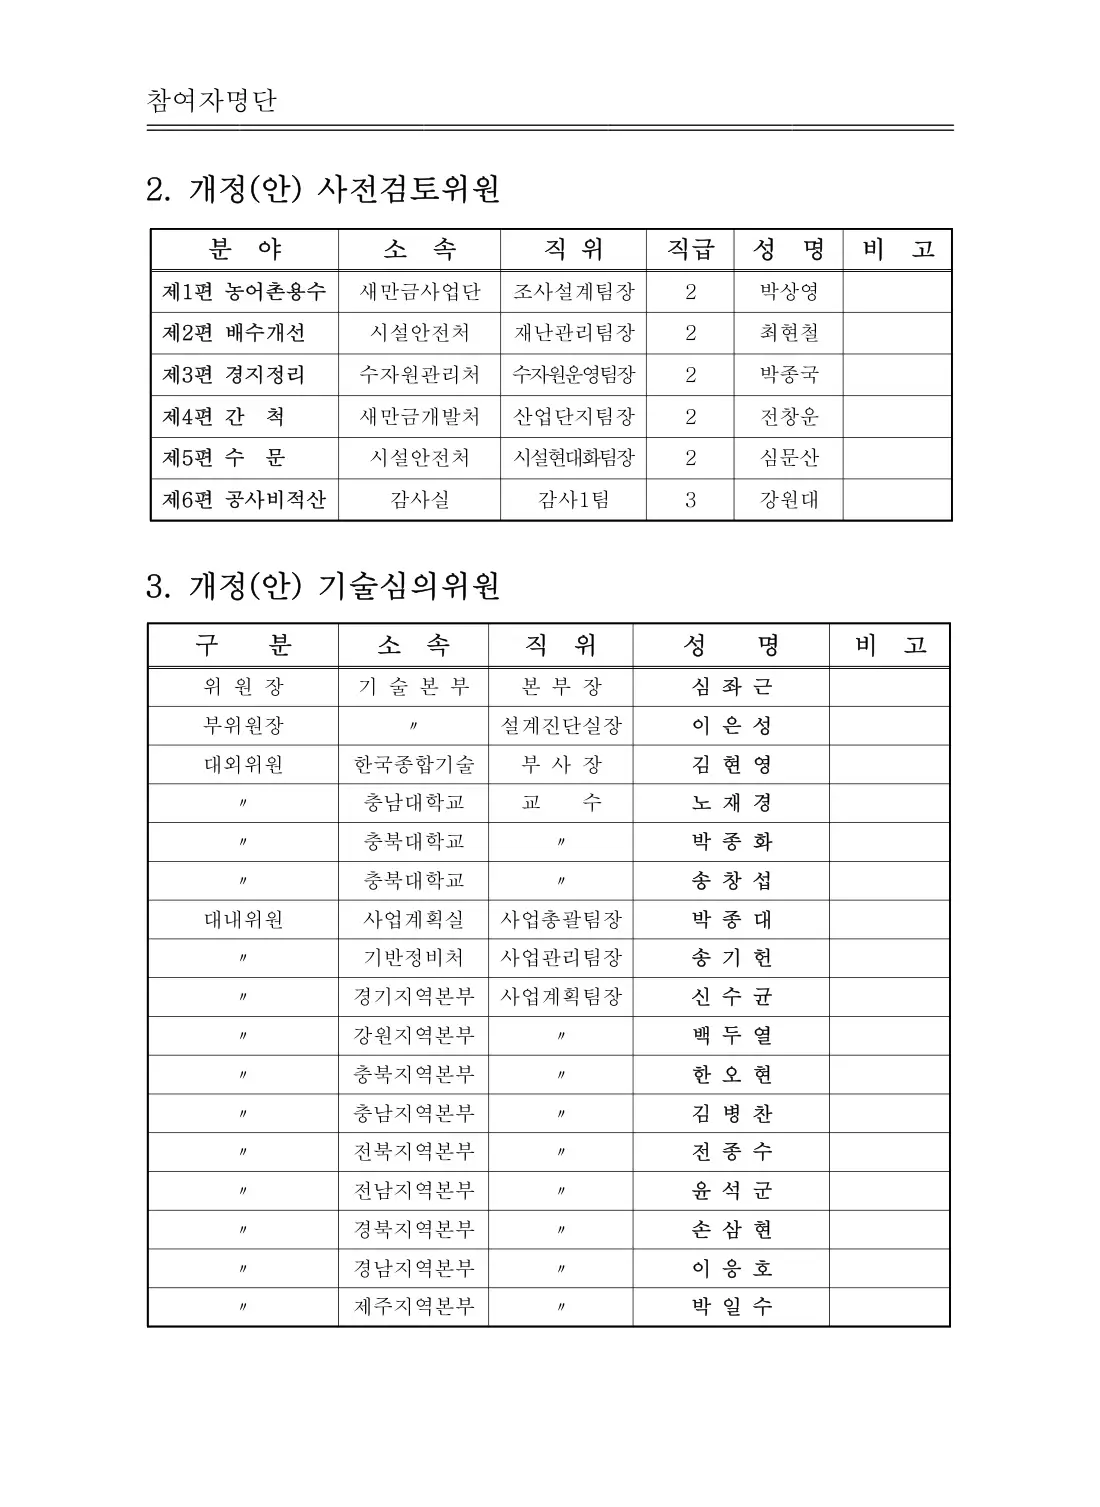 참여자명단
2. 개정(안) 사전검토위원
분 야 소 속 직 위 직급 성 명 비 고
제1편 농어촌용수 새만금사업단 조사설계팀장 2 박상영
제2편 배수개선 시설안전처 재난관리팀장 2 최현철
제3편 경지정리 수자원관리처 수자원운영팀장 2 박종국
제4편 간 척 새만금개발처 산업단지팀장 2 전창운
제5편 수 문 시설안전처 시설현대화팀장 2 심문산
제6편 공사비적산 감사실 감사1팀 3 강원대
3. 개정(안) 기술심의위원
구 분 소 속 직 위 성 명 비 고
위 원 장 기 술 본 부 본 부 장 심 좌 근
부위원장 〃 설계진단실장 이 은 성
대외위원 한국종합기술 부 사 장 김 현 영
〃 충남대학교 교 수 노 재 경
〃 충북대학교 〃 박 종 화
〃 충북대학교 〃 송 창 섭
대내위원 사업계획실 사업총괄팀장 박 종 대
〃 기반정비처 사업관리팀장 송 기 헌
〃 경기지역본부 사업계획팀장 신 수 균
〃 강원지역본부 〃 백 두 열
〃 충북지역본부 〃 한 오 현
〃 충남지역본부 〃 김 병 찬
〃 전북지역본부 〃 전 종 수
〃 전남지역본부 〃 윤 석 군
〃 경북지역본부 〃 손 삼 현
〃 경남지역본부 〃 이 응 호
〃 제주지역본부 〃 박 일 수